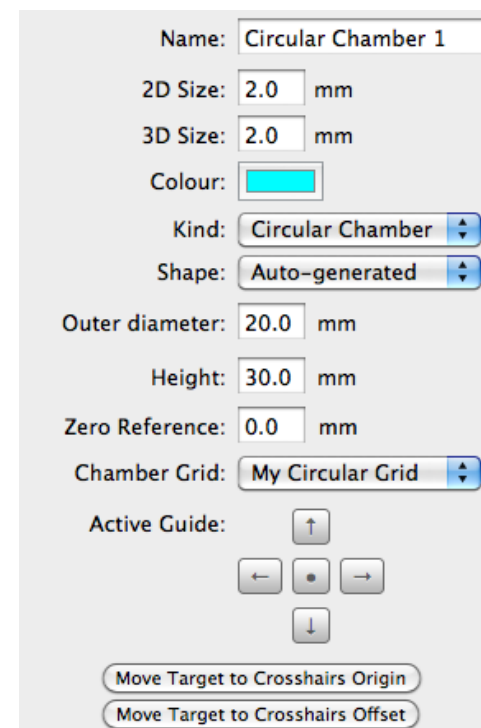 Name: Circular Chamber 1
2D Size: 2.0 mm
3D Size: 2.0 mm
Colour:
Kind: Circular Chamber
Shape: Auto-generated
Outer diameter: 20.0 mm
Height: 30.0 mm
Zero Reference: 0.0 mm
Chamber Grid: My Circular Grid
Active Guide: ↑
← • →
↓
Move Target to Crosshairs Origin
Move Target to Crosshairs Offset